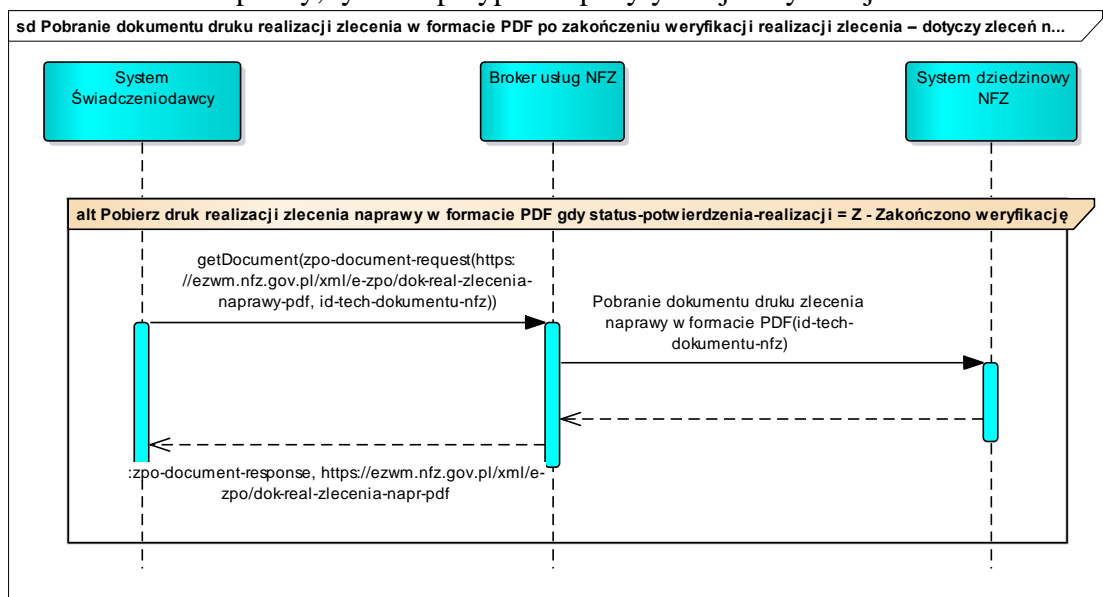 sd Pobranie dokumentu druku realizacji zlecenia w formacie PDF po zakończeniu weryfikacji realizacji zlecenia – dotyczy zleceń n...
System
Świadczeniodawcy
Broker usług NFZ
System dziedzinowy
NFZ
alt Pobierz druk realizacji zlecenia naprawy w formacie PDF gdy status-potwierdzenia-realizacji = Z - Zakończono weryfikację
getDocument(zpo-document-request(https:
//ezwm.nfz.gov.pl/xml/e-zpo/dok-real-zlecenia-
naprawy-pdf, id-tech-dokumentu-nfz))
Pobranie dokumentu druku zlecenia
naprawy w formacie PDF(id-tech-
dokumentu-nfz)
:zpo-document-response, https://ezwm.nfz.gov.pl/xml/e-
zpo/dok-real-zlecenia-napr-pdf